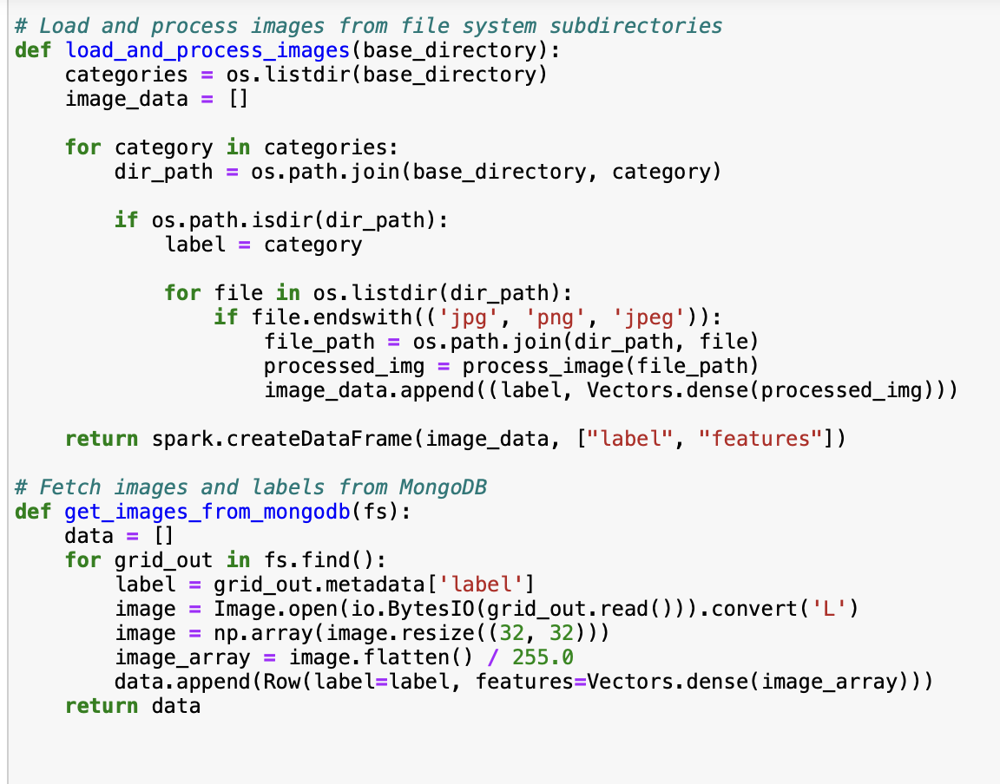 # Load and process images from file system subdirectories
def load_and_process_images(base_directory):
    categories = os.listdir(base_directory)
    image_data = []

    for category in categories:
        dir_path = os.path.join(base_directory, category)

        if os.path.isdir(dir_path):
            label = category

            for file in os.listdir(dir_path):
                if file.endswith(('jpg', 'png', 'jpeg')):
                    file_path = os.path.join(dir_path, file)
                    processed_img = process_image(file_path)
                    image_data.append((label, Vectors.dense(processed_img)))

    return spark.createDataFrame(image_data, ["label", "features"])

# Fetch images and labels from MongoDB
def get_images_from_mongodb(fs):
    data = []
    for grid_out in fs.find():
        label = grid_out.metadata['label']
        image = Image.open(io.BytesIO(grid_out.read())).convert('L')
        image = np.array(image.resize((32, 32)))
        image_array = image.flatten() / 255.0
        data.append(Row(label=label, features=Vectors.dense(image_array)))
    return data